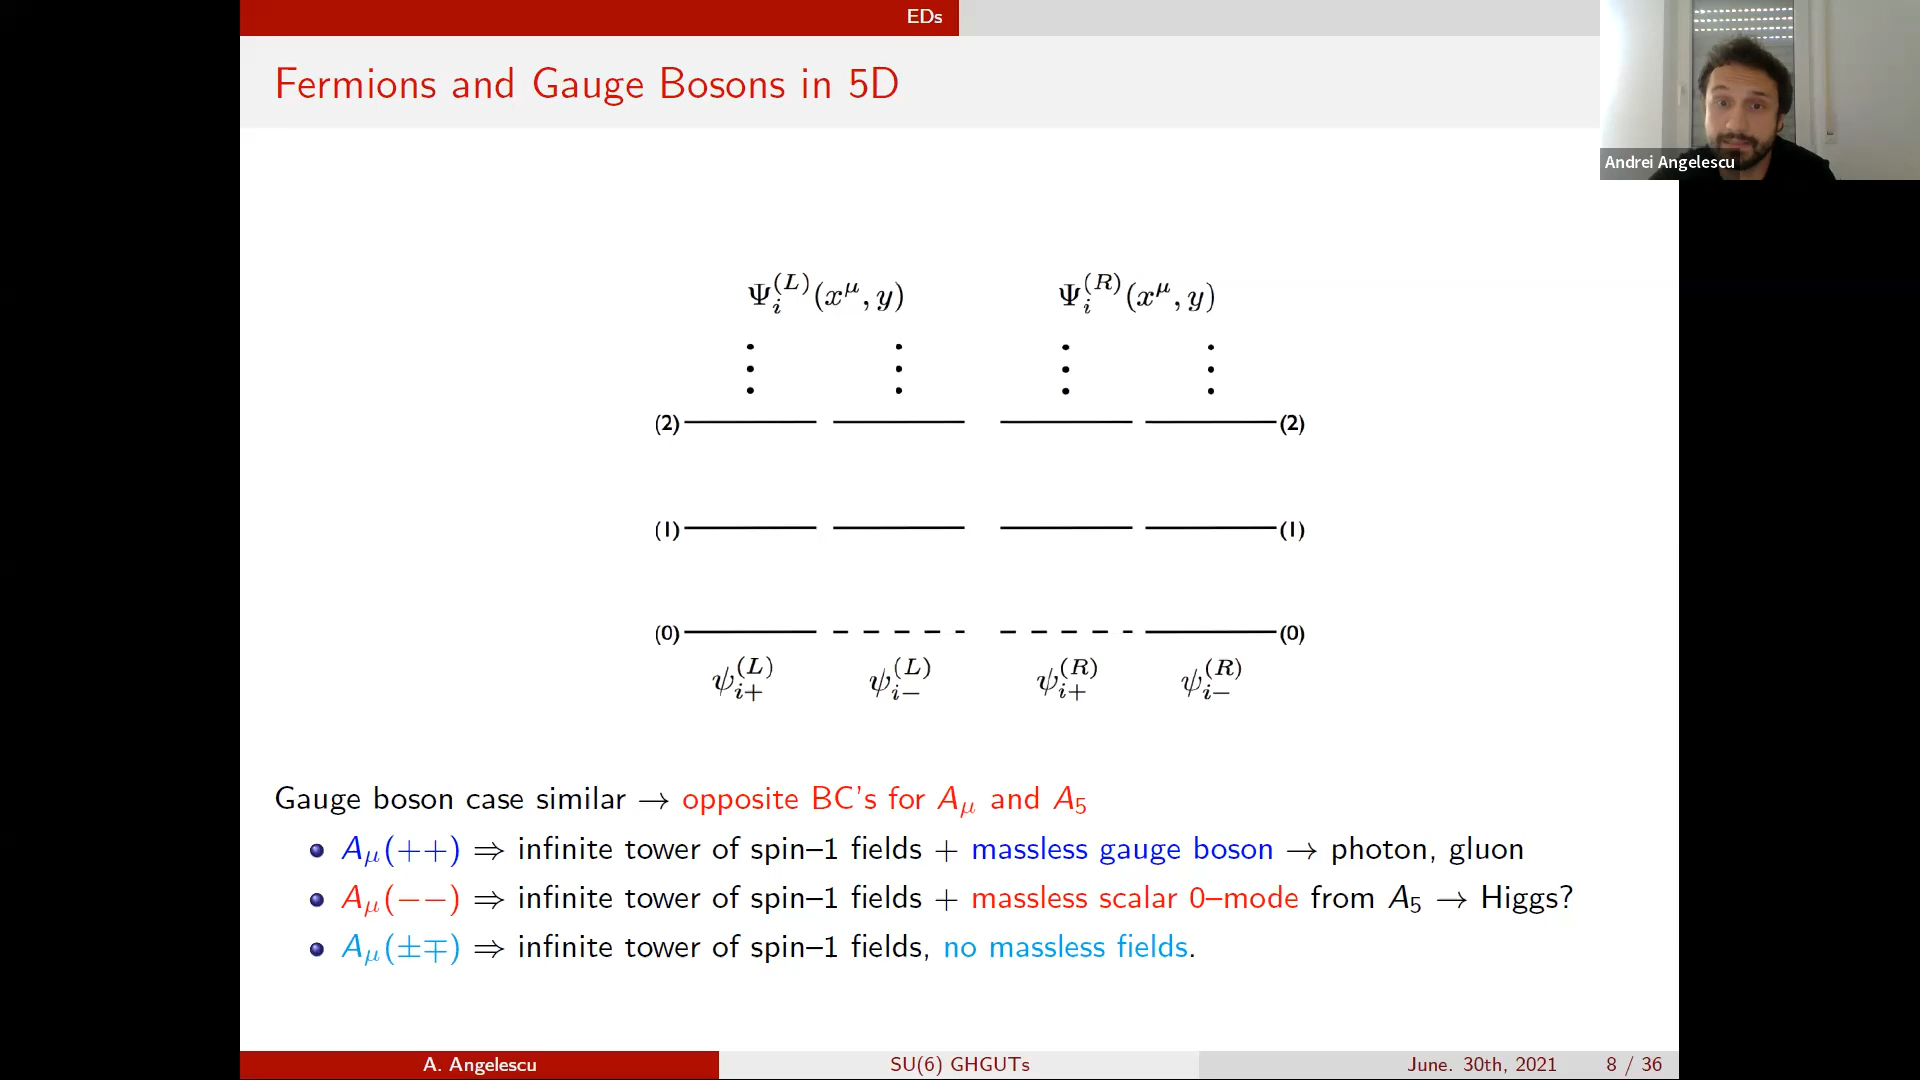 EDs
Fermions and Gauge Bosons in 5D
Andrei Angelescu
Ψ_i^(L)(x^μ, y) Ψ_i^(R)(x^μ, y)
(2) (2)
(1) (1)
(0) (0)
ψ_{i+}^(L) ψ_{i−}^(L) ψ_{i+}^(R) ψ_{i−}^(R)
Gauge boson case similar → opposite BC's for A_μ and A_5
A_μ(++) ⇒ infinite tower of spin–1 fields + massless gauge boson → photon, gluon
A_μ(−−) ⇒ infinite tower of spin–1 fields + massless scalar 0–mode from A_5 → Higgs?
A_μ(±∓) ⇒ infinite tower of spin–1 fields, no massless fields.
A. Angelescu SU(6) GHGUTs June. 30th, 2021 8 / 36